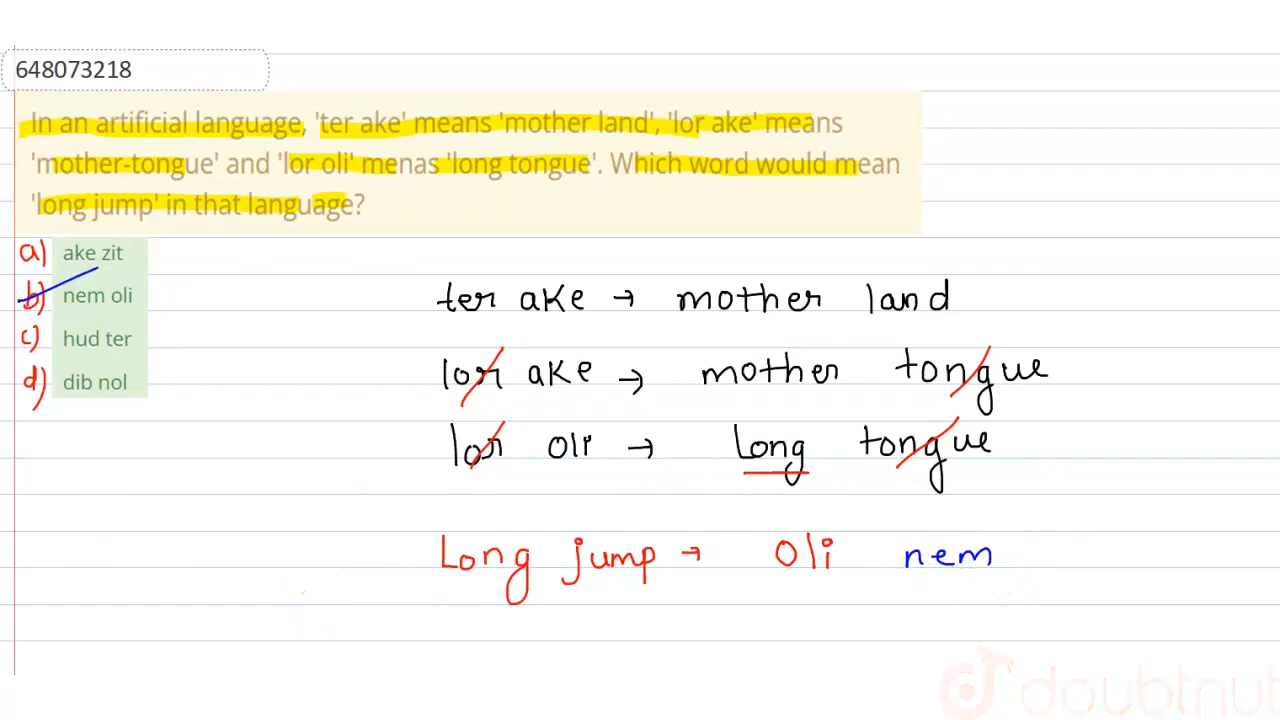 648073218
In an artificial language, 'ter ake' means 'mother land', 'lor ake' means
'mother-tongue' and 'lor oli' menas 'long tongue'. Which word would mean
'long jump' in that language?
a) ake zit
b) nem oli
c) hud ter
d) dib nol
ter ake → mother land
lor ake → mother tongue
lor oli → Long tongue
Long jump → Oli nem
doubtnut